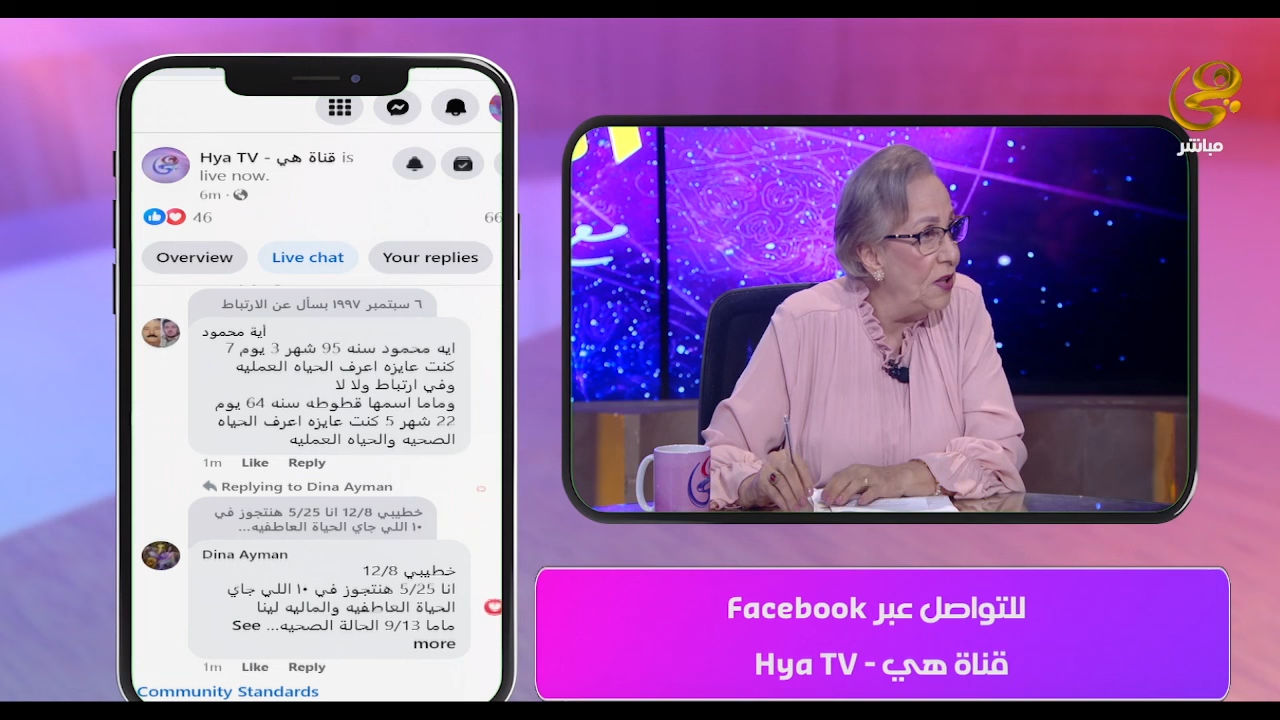 Hya TV - قناة هي is
live now.
6m
46
66
Overview
Live chat
Your replies
٦ سبتمبر ١٩٩٧ بسأل عن الارتباط
آية محمود
ايه محمود سنه 95 شهر 3 يوم 7
كنت عايزه اعرف الحياه العمليه
وفي ارتباط ولا لا
وماما اسمها قطوطه سنه 64 يوم
22 شهر 5 كنت عايزه اعرف الحياه
الصحيه والحياه العمليه
1m Like Reply
Replying to Dina Ayman
خطيبي 12/8 انا 5/25 هنتجوز في
١٠ اللي جاي الحياة العاطفيه...
Dina Ayman
خطيبي 12/8
انا 5/25 هنتجوز في ١٠ اللي جاي
الحياة العاطفيه والماليه لينا
ماما 9/13 الحالة الصحيه... See
more
1m Like Reply
Community Standards
هي
مباشر
للتواصل عبر Facebook
قناة هي - Hya TV